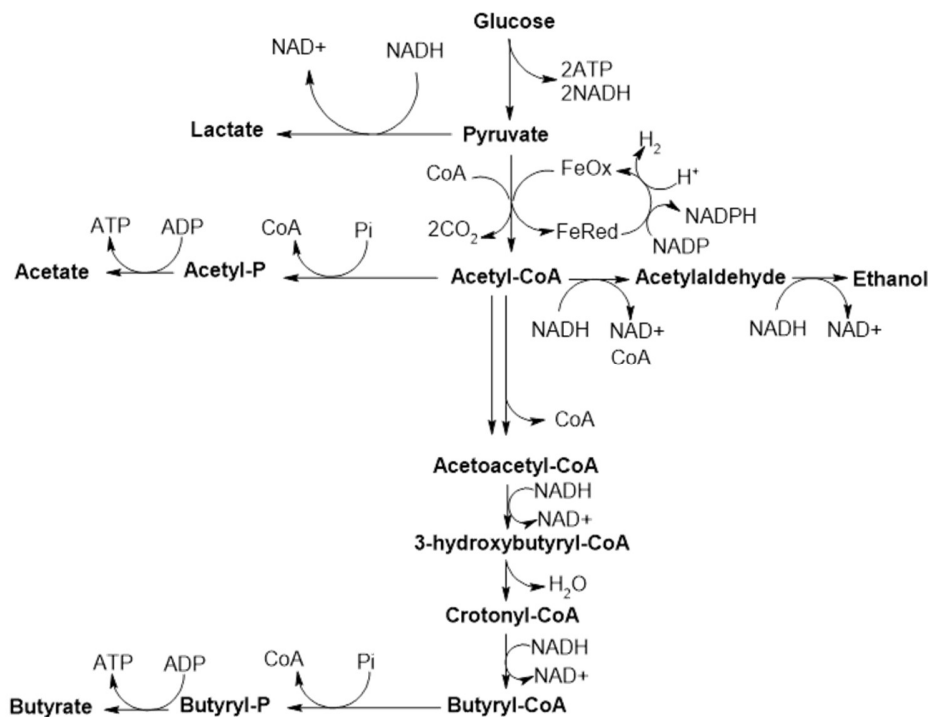 Glucose
NAD+ NADH
2ATP
2NADH
Lactate Pyruvate
H2
CoA FeOx H+
NADPH
2CO2 FeRed NADP
ATP ADP CoA Pi
Acetate Acetyl-P Acetyl-CoA Acetylaldehyde Ethanol
NADH NAD+ NADH NAD+
CoA
CoA
Acetoacetyl-CoA
NADH
NAD+
3-hydroxybutyryl-CoA
H2O
Crotonyl-CoA
NADH
ATP ADP CoA Pi NAD+
Butyrate Butyryl-P Butyryl-CoA